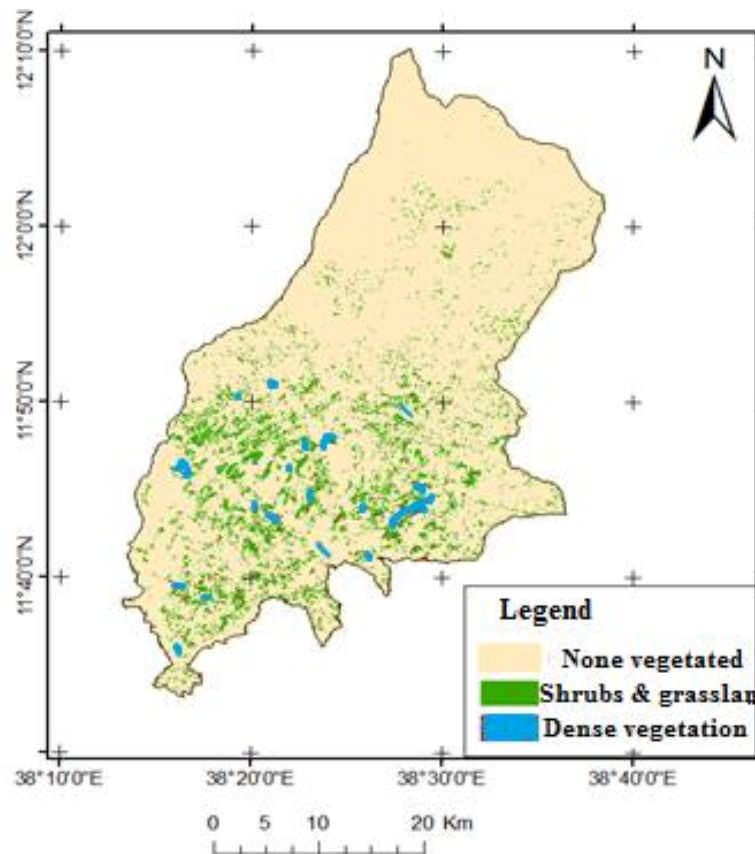 12°10'0"N
N
12°0'0"N
11°50'0"N
11°40'0"N
Legend
None vegetated
Shrubs & grasslan
Dense vegetation
38°10'0"E 38°20'0"E 38°30'0"E 38°40'0"E
0 5 10 20 Km